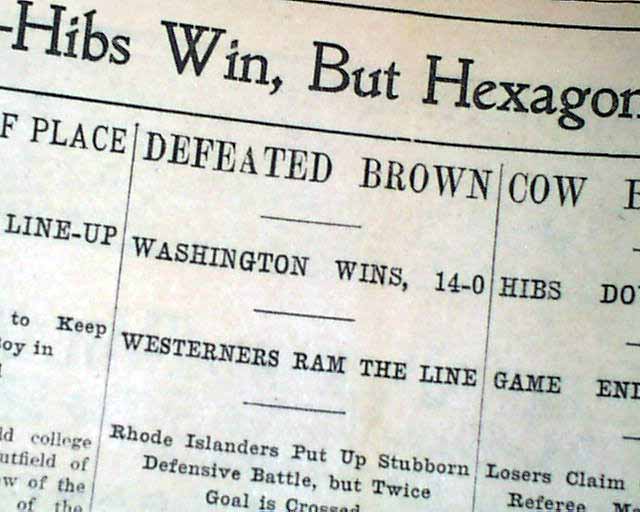 -Hibs Win, But Hexagon
F PLACE
LINE-UP
to Keep
oy in
ld college
utfield of
w of the
of the
DEFEATED BROWN
WASHINGTON WINS, 14-0
WESTERNERS RAM THE LINE
Rhode Islanders Put Up Stubborn
Defensive Battle, but Twice
Goal is Crossed
COW
HIBS DO
GAME END
Losers Claim
Referee